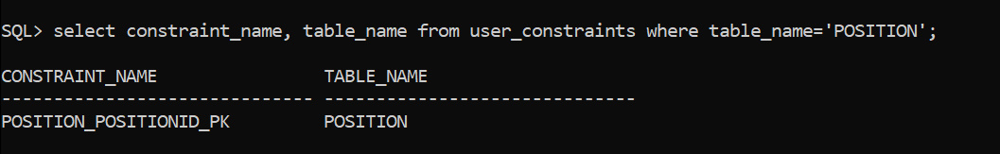 SQL> select constraint_name, table_name from user_constraints where table_name='POSITION';
CONSTRAINT_NAME                TABLE_NAME
------------------------------ ------------------------------
POSITION_POSITIONID_PK         POSITION